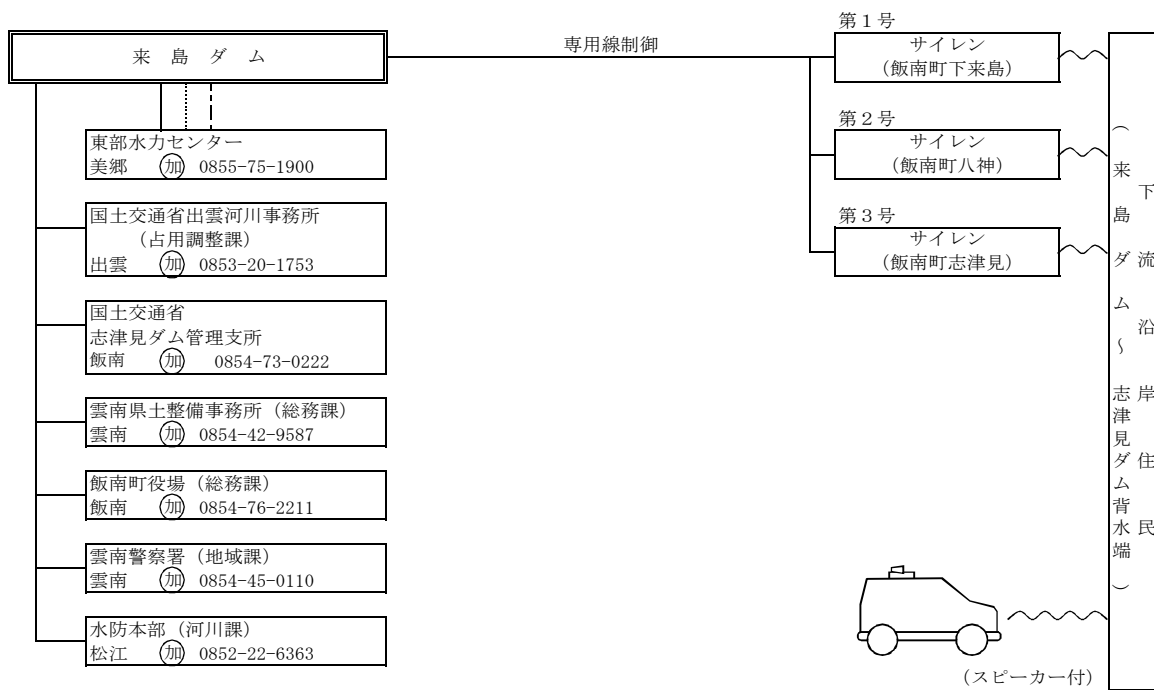 来島ダム
専用線制御
東部水力センター
美郷 加 0855-75-1900
国土交通省出雲河川事務所
(占用調整課)
出雲 加 0853-20-1753
国土交通省
志津見ダム管理支所
飯南 加 0854-73-0222
雲南県土整備事務所(総務課)
雲南 加 0854-42-9587
飯南町役場(総務課)
飯南 加 0854-76-2211
雲南警察署(地域課)
雲南 加 0854-45-0110
水防本部(河川課)
松江 加 0852-22-6363
第1号
サイレン
(飯南町下来島)
第2号
サイレン
(飯南町八神)
第3号
サイレン
(飯南町志津見)
(スピーカー付)
下流沿岸住民
(来島ダム~志津見ダム背水端)